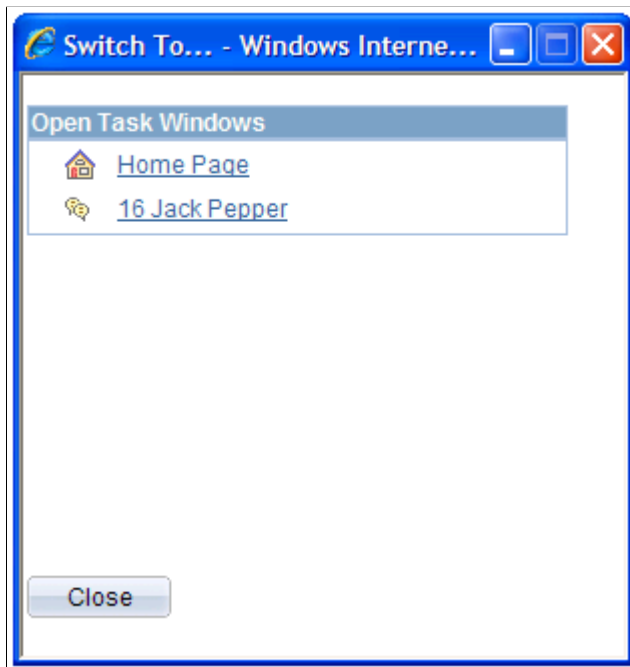 Switch To... - Windows Interne...
Open Task Windows
Home Page
16 Jack Pepper
Close